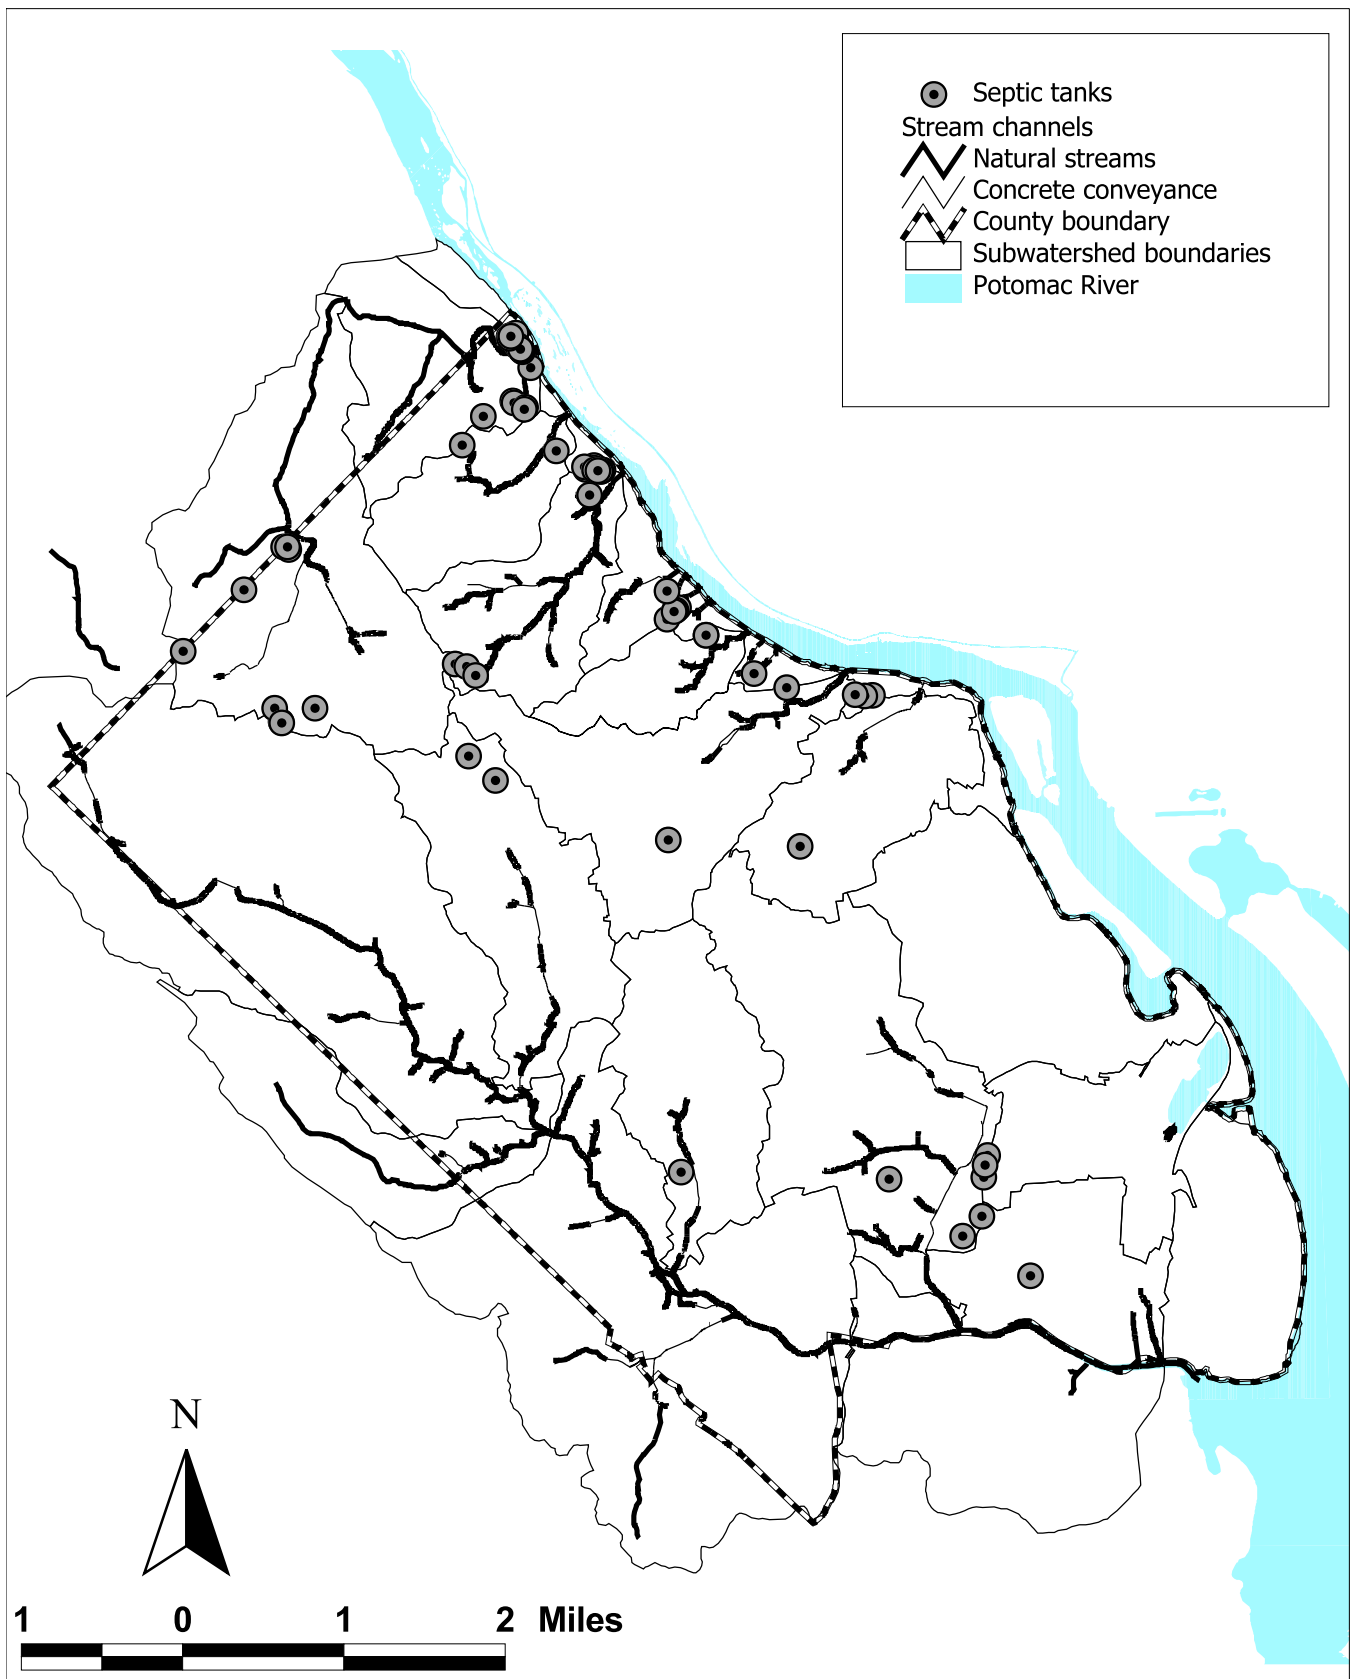 Septic tanks
Stream channels
Natural streams
Concrete conveyance
County boundary
Subwatershed boundaries
Potomac River
N
1 0 1 2 Miles